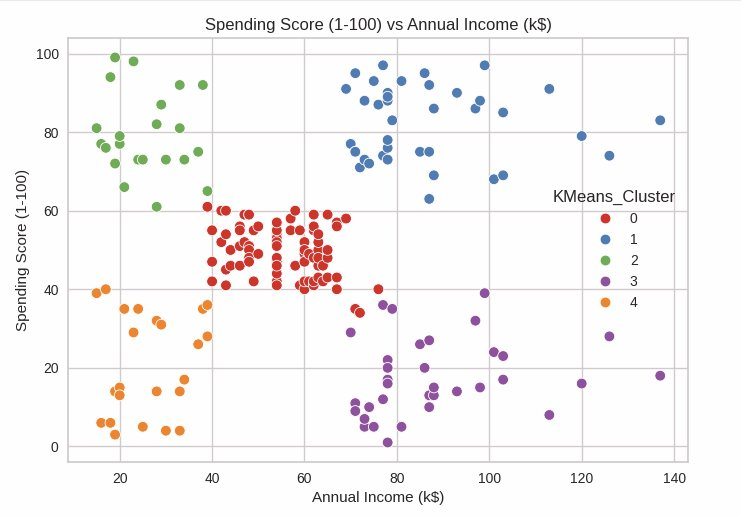 Spending Score (1-100) vs Annual Income (k$)
100
80
60
40
20
0
Spending Score (1-100)
KMeans_Cluster
0
1
2
3
4
20 40 60 80 100 120 140
Annual Income (k$)